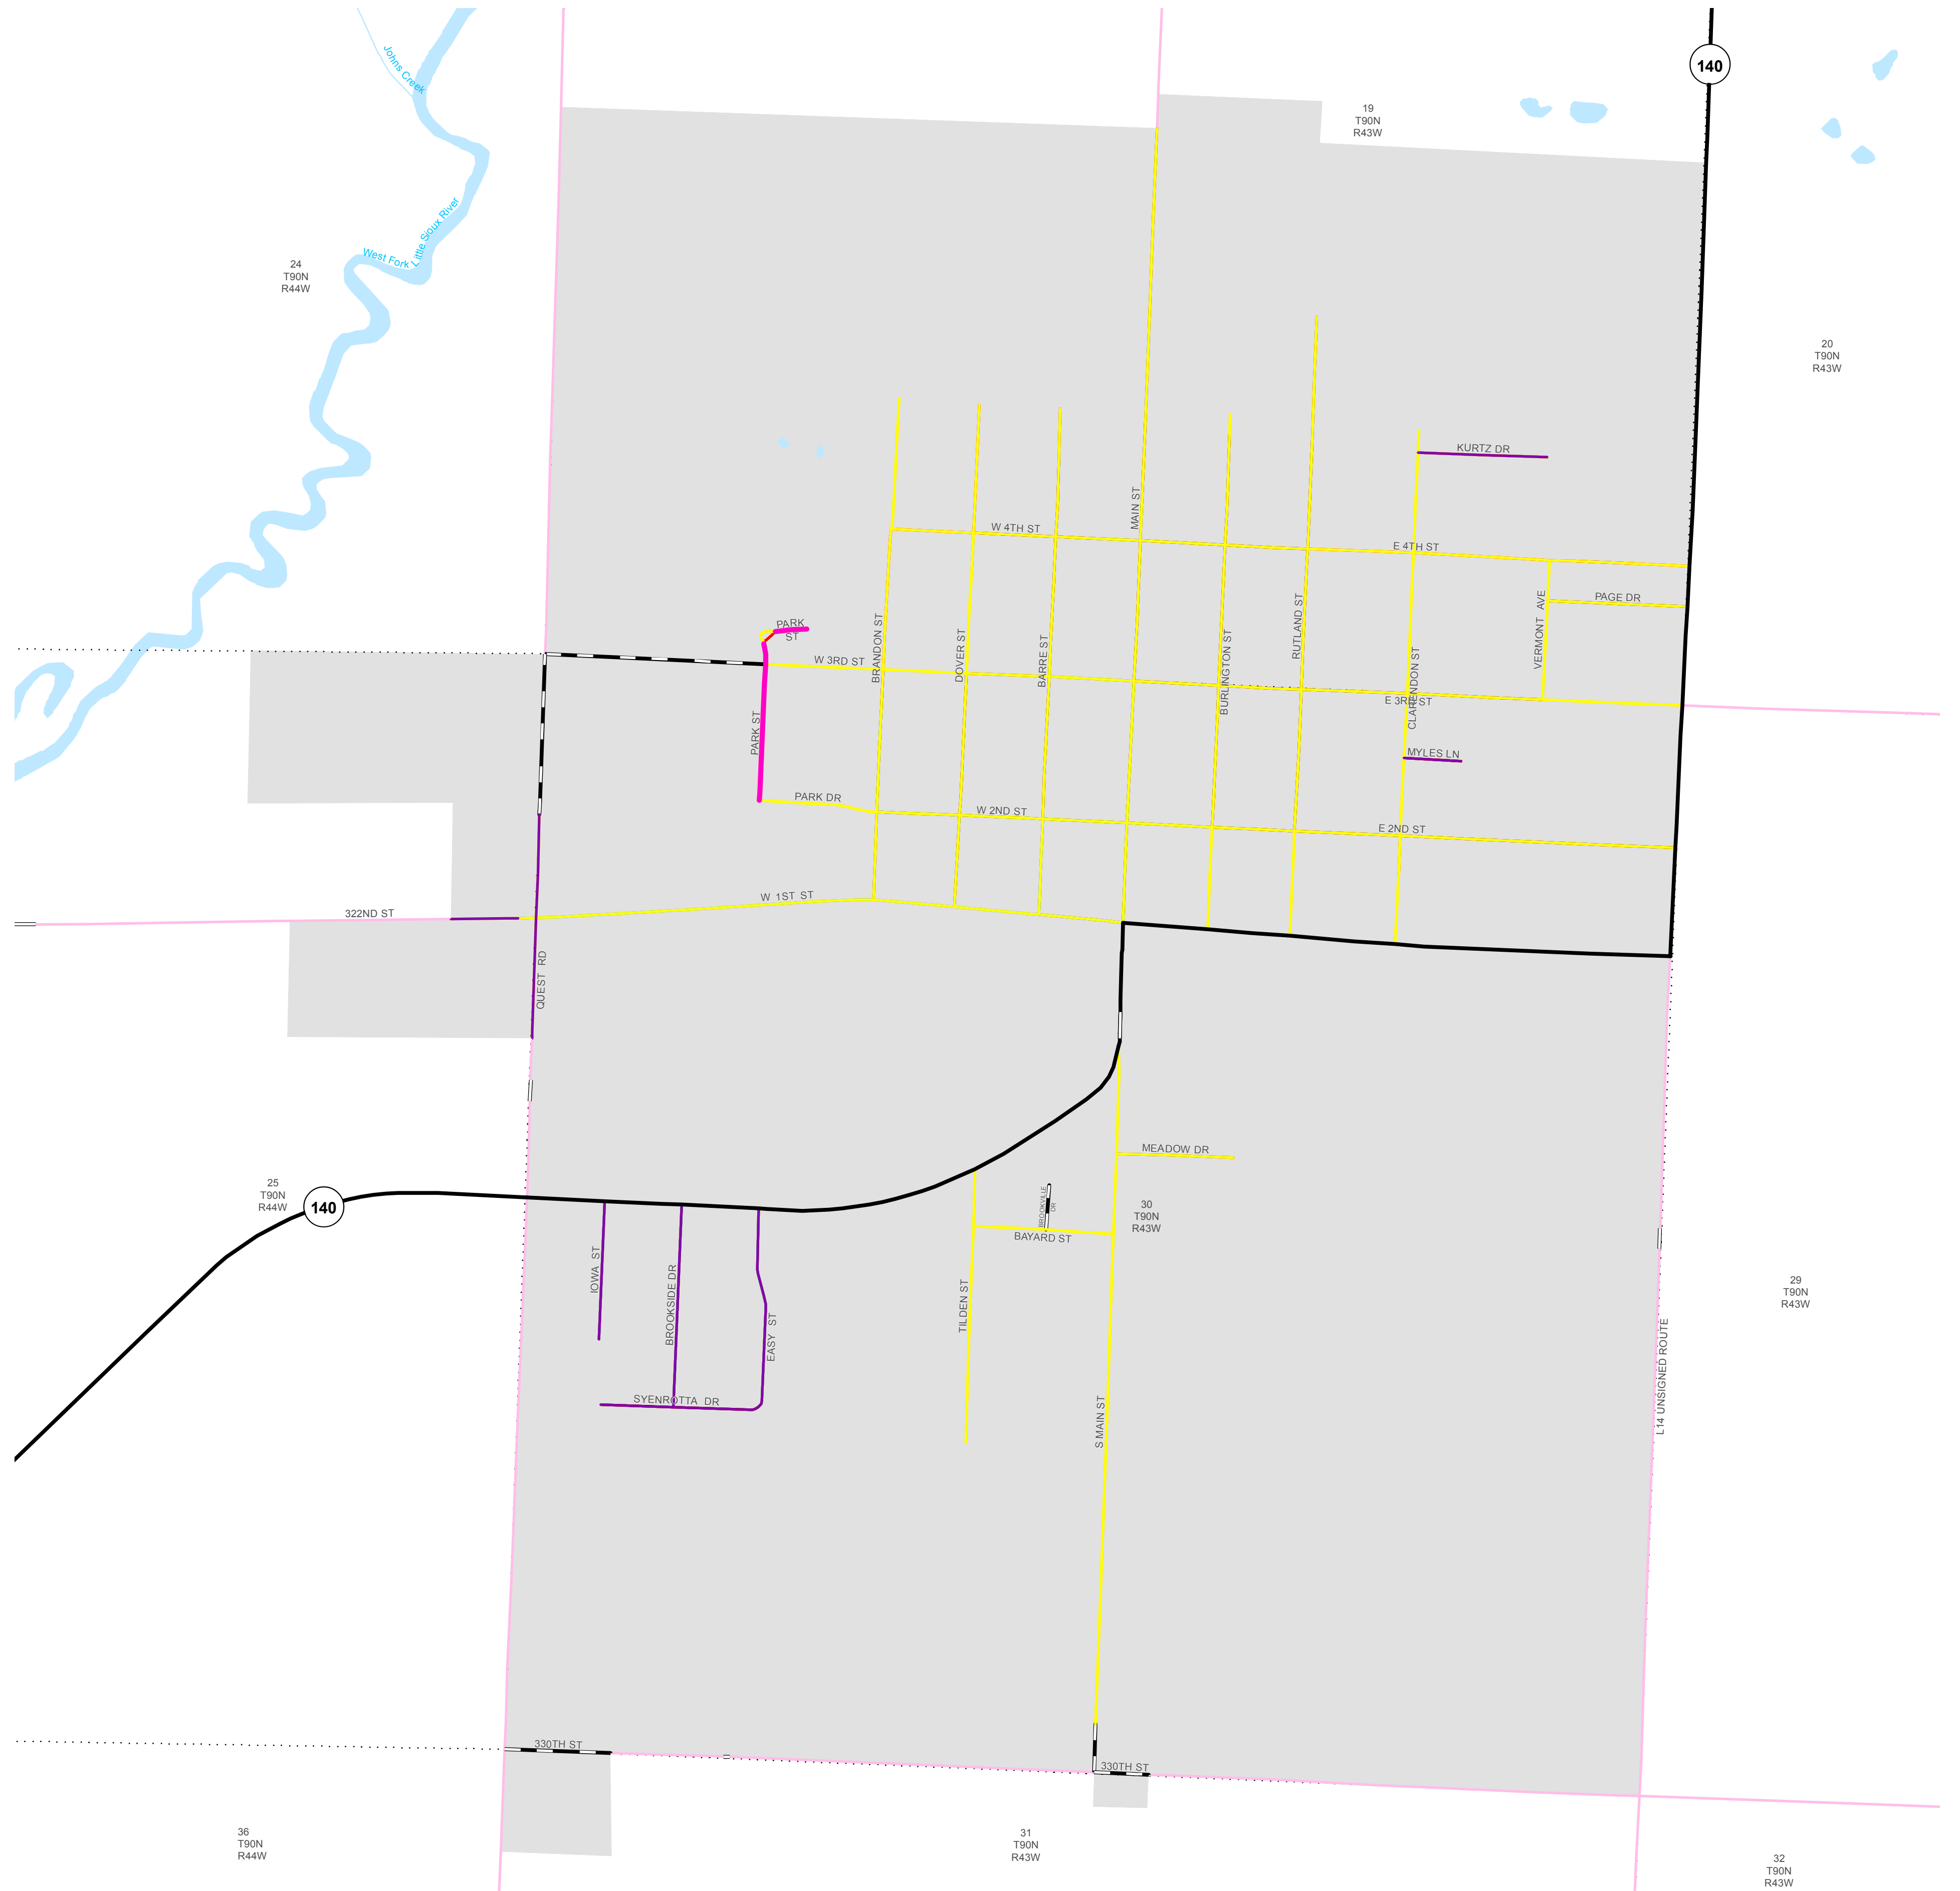 Johns Creek
140
19
T90N
R43W
West Fork Little Sioux River
24
T90N
R44W
20
T90N
R43W
KURTZ DR
MAIN ST
W 4TH ST
E 4TH ST
PAGE DR
VERMONT AVE
PARK
ST
W 3RD ST
BRANDON ST
DOVER ST
BARRE ST
BURLINGTON ST
RUTLAND ST
CLARENDON ST
E 3RD ST
PARK ST
MYLES LN
PARK DR
W 2ND ST
E 2ND ST
W 1ST ST
322ND ST
QUEST RD
MEADOW DR
25
T90N
R44W
140
BROOKVILLE
DR
30
T90N
R43W
BAYARD ST
IOWA ST
BROOKSIDE DR
EASY ST
TILDEN ST
29
T90N
R43W
L14 UNSIGNED ROUTE
SYENROTTA DR
S MAIN ST
330TH ST
330TH ST
36
T90N
R44W
31
T90N
R43W
32
T90N
R43W